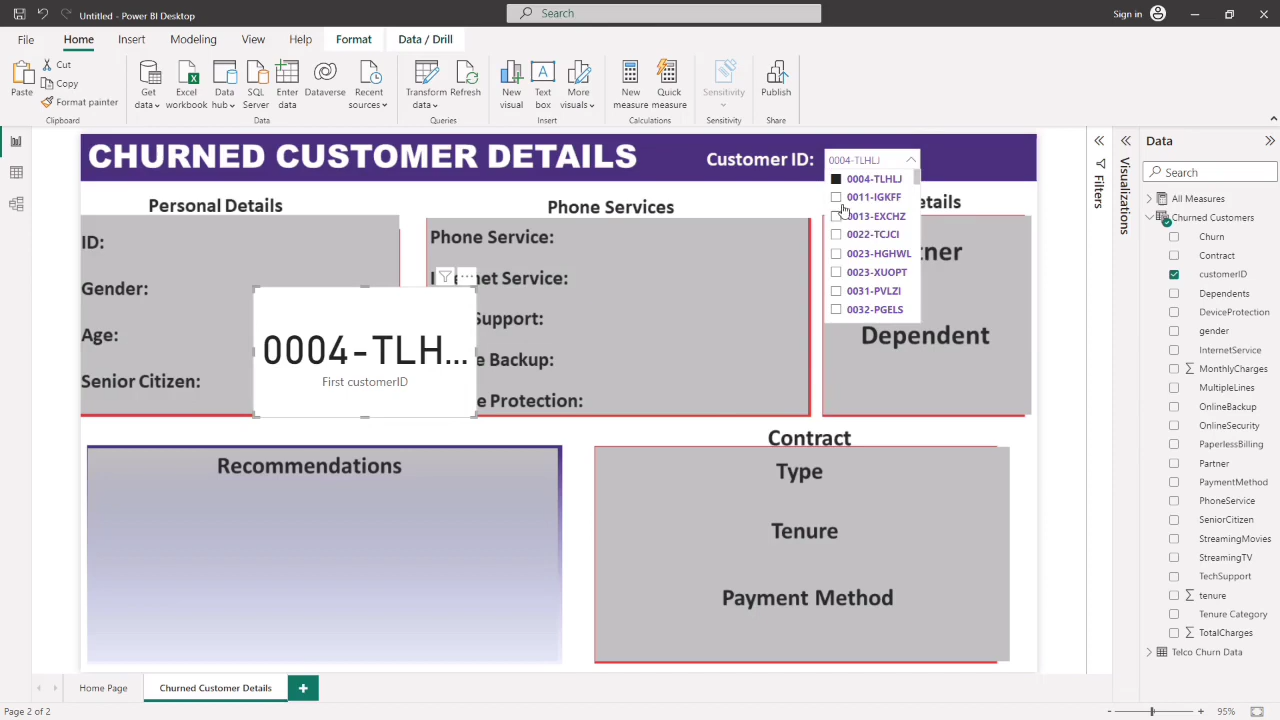 Untitled - Power BI Desktop
Search
Sign in
File
Home
Insert
Modeling
View
Help
Format
Data / Drill
Paste
Cut
Copy
Format painter
Clipboard
Get data
Excel workbook
Data hub
SQL Server
Enter data
Dataverse
Recent sources
Data
Transform data
Refresh
Queries
New visual
Text box
More visuals
Insert
New measure
Quick measure
Calculations
Sensitivity
Sensitivity
Publish
Share
CHURNED CUSTOMER DETAILS
Customer ID:
0004-TLHLJ
0004-TLHLJ
0011-IGKFF
0013-EXCHZ
0022-TCJCI
0023-HGHWL
0023-XUOPT
0031-PVLZI
0032-PGELS
Personal Details
ID:
Gender:
Age:
Senior Citizen:
0004-TLH...
First customerID
Phone Services
Phone Service:
et Service:
Support:
Backup:
Protection:
etails
ner
Dependent
Recommendations
Contract
Type
Tenure
Payment Method
Filters
Visualizations
Data
Search
All Measures
Churned Customers
Churn
Contract
customerID
Dependents
DeviceProtection
gender
InternetService
MonthlyCharges
MultipleLines
OnlineBackup
OnlineSecurity
PaperlessBilling
Partner
PaymentMethod
PhoneService
SeniorCitizen
StreamingMovies
StreamingTV
TechSupport
tenure
Tenure Category
TotalCharges
Telco Churn Data
Home Page
Churned Customer Details
Page 2 of 2
95%